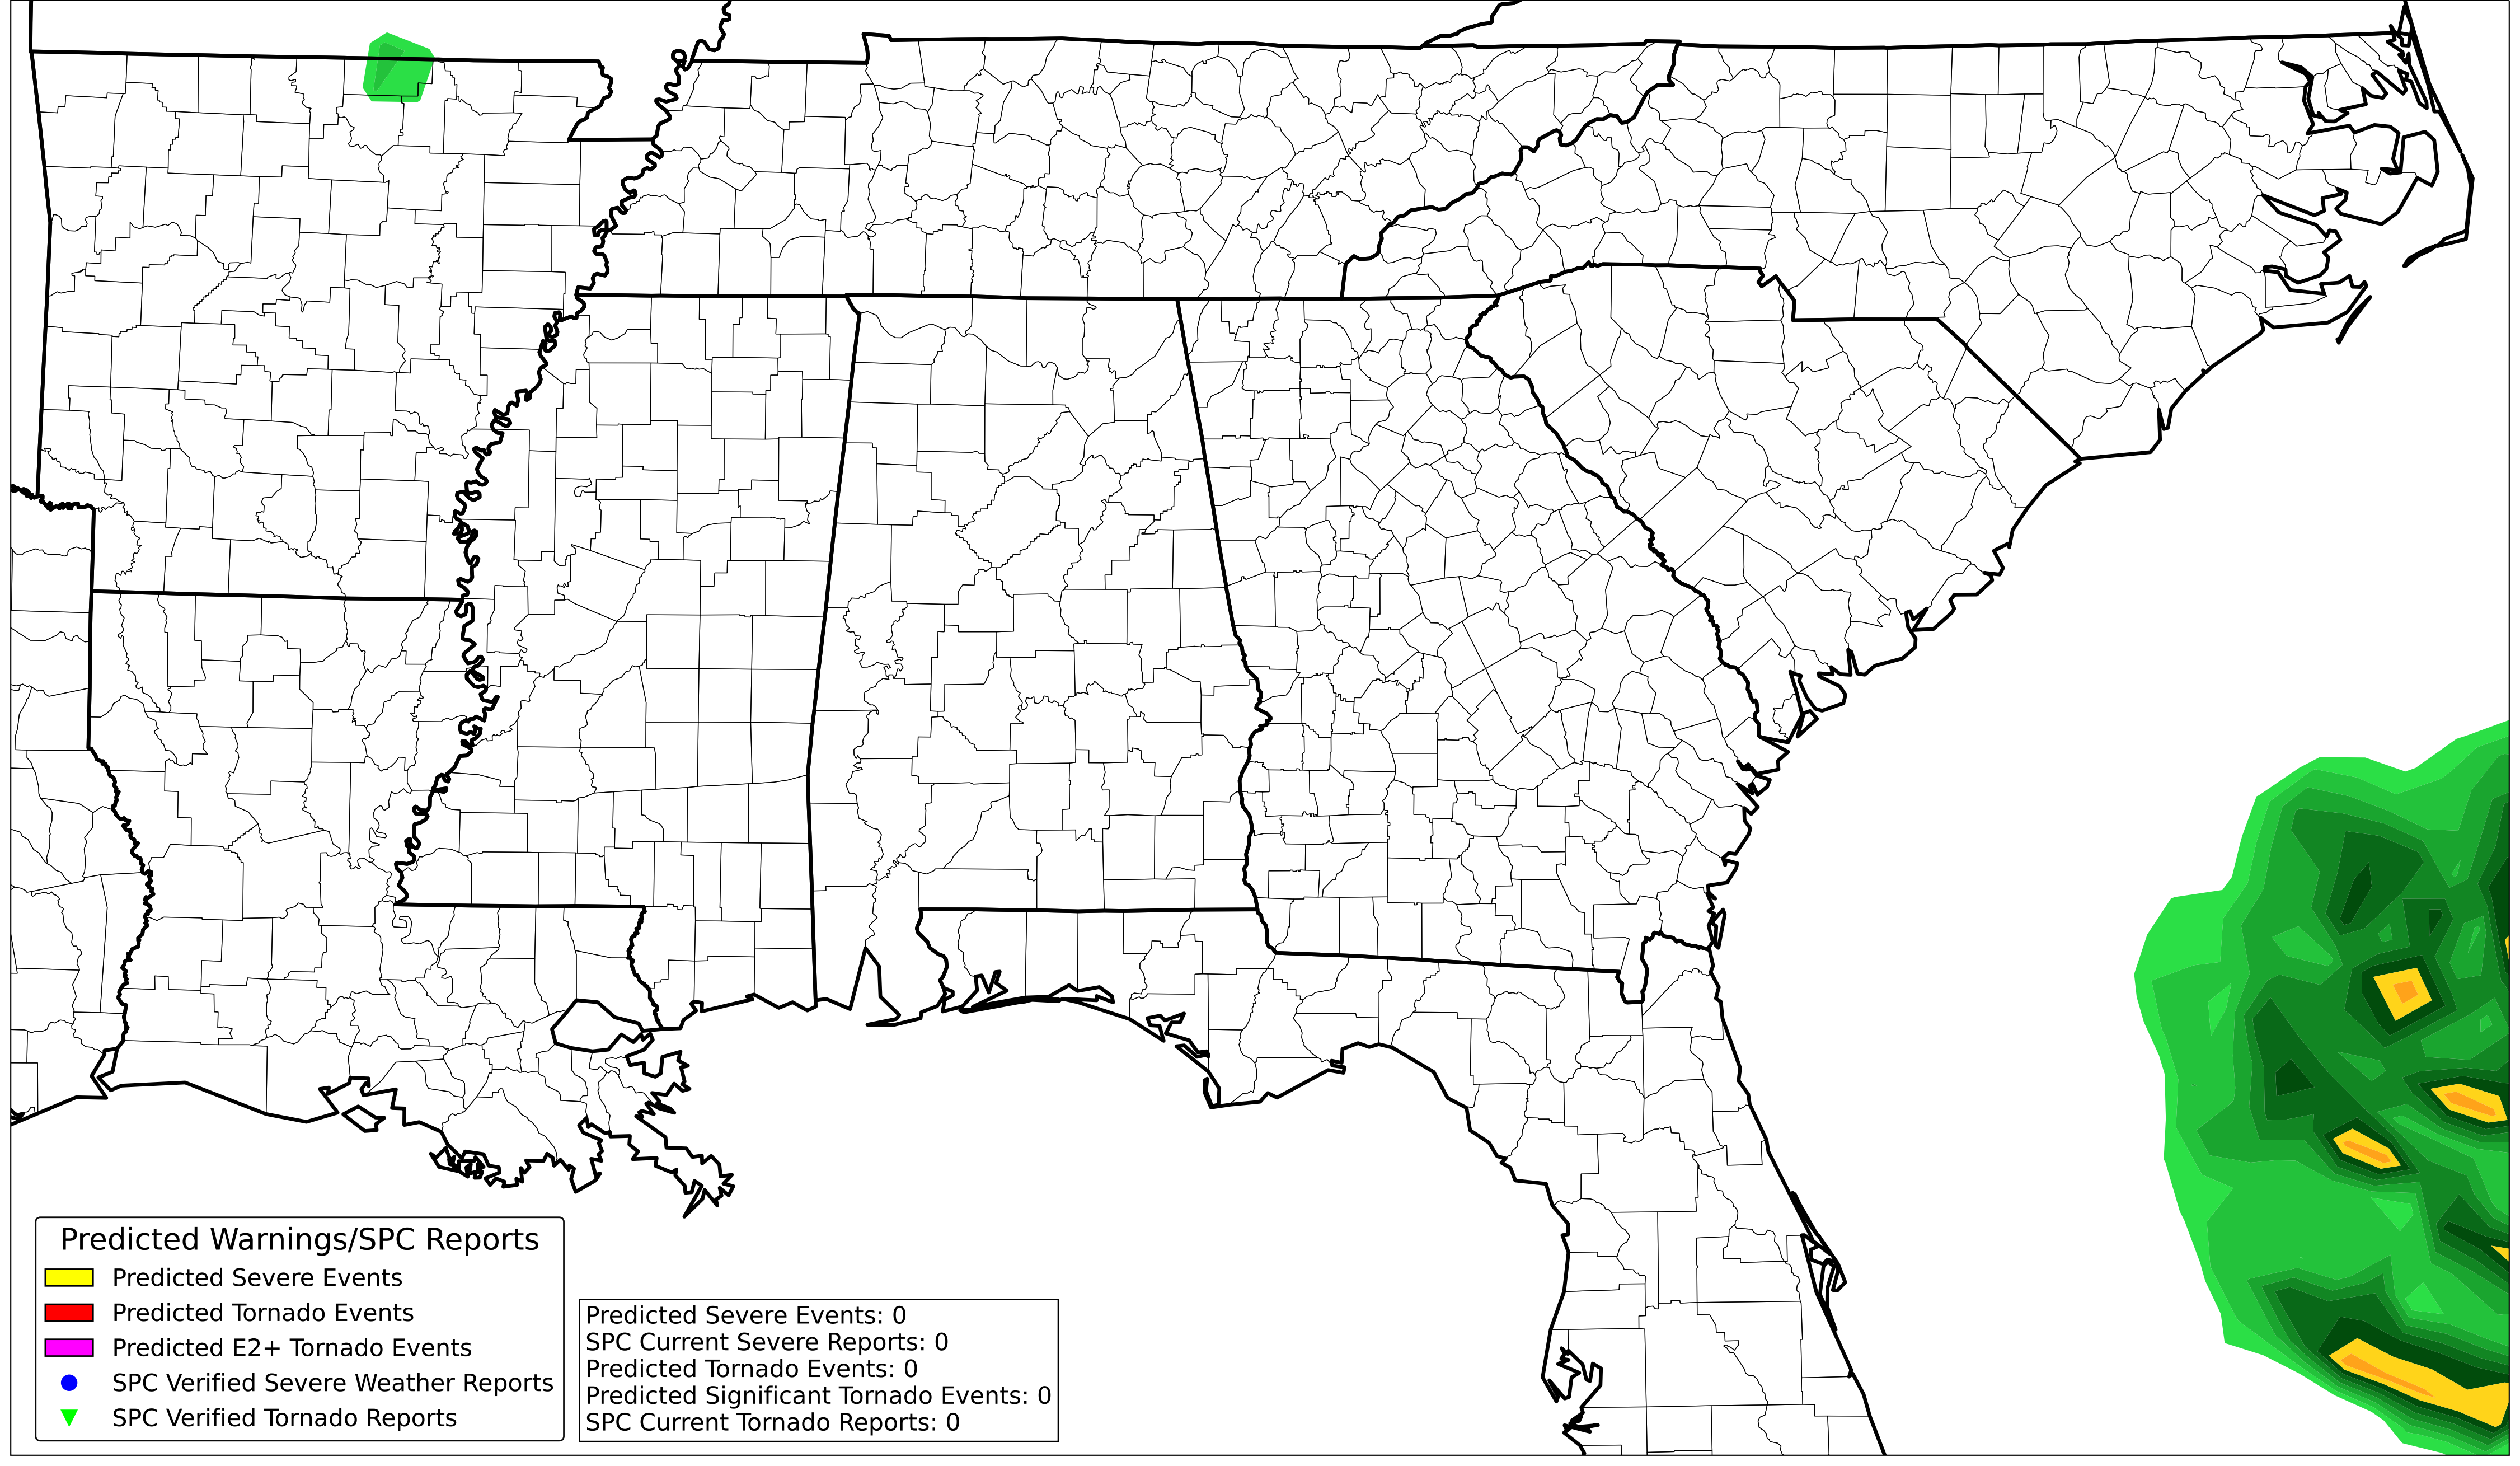 Predicted Warnings/SPC Reports
Predicted Severe Events
Predicted Tornado Events
Predicted E2+ Tornado Events
SPC Verified Severe Weather Reports
SPC Verified Tornado Reports
Predicted Severe Events: 0
SPC Current Severe Reports: 0
Predicted Tornado Events: 0
Predicted Significant Tornado Events: 0
SPC Current Tornado Reports: 0